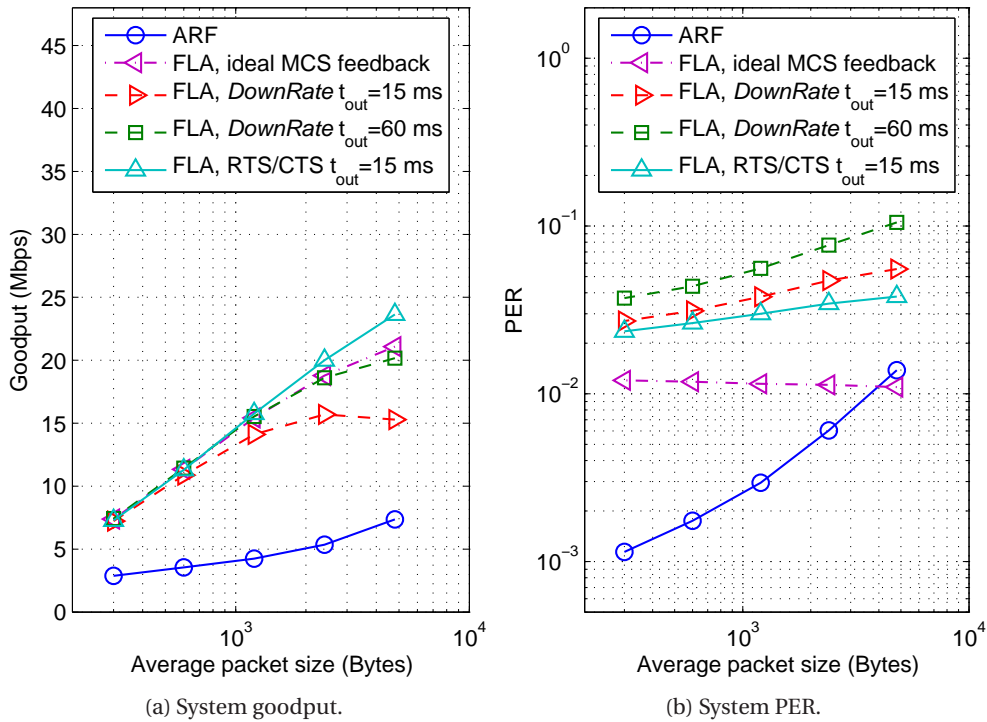 45
40
35
30
25
20
15
10
5
0
Goodput (Mbps)
ARF
FLA, ideal MCS feedback
FLA, DownRate t_out=15 ms
FLA, DownRate t_out=60 ms
FLA, RTS/CTS t_out=15 ms
10^3
10^4
Average packet size (Bytes)
(a) System goodput.
10^0
10^-1
10^-2
10^-3
PER
ARF
FLA, ideal MCS feedback
FLA, DownRate t_out=15 ms
FLA, DownRate t_out=60 ms
FLA, RTS/CTS t_out=15 ms
10^3
10^4
Average packet size (Bytes)
(b) System PER.